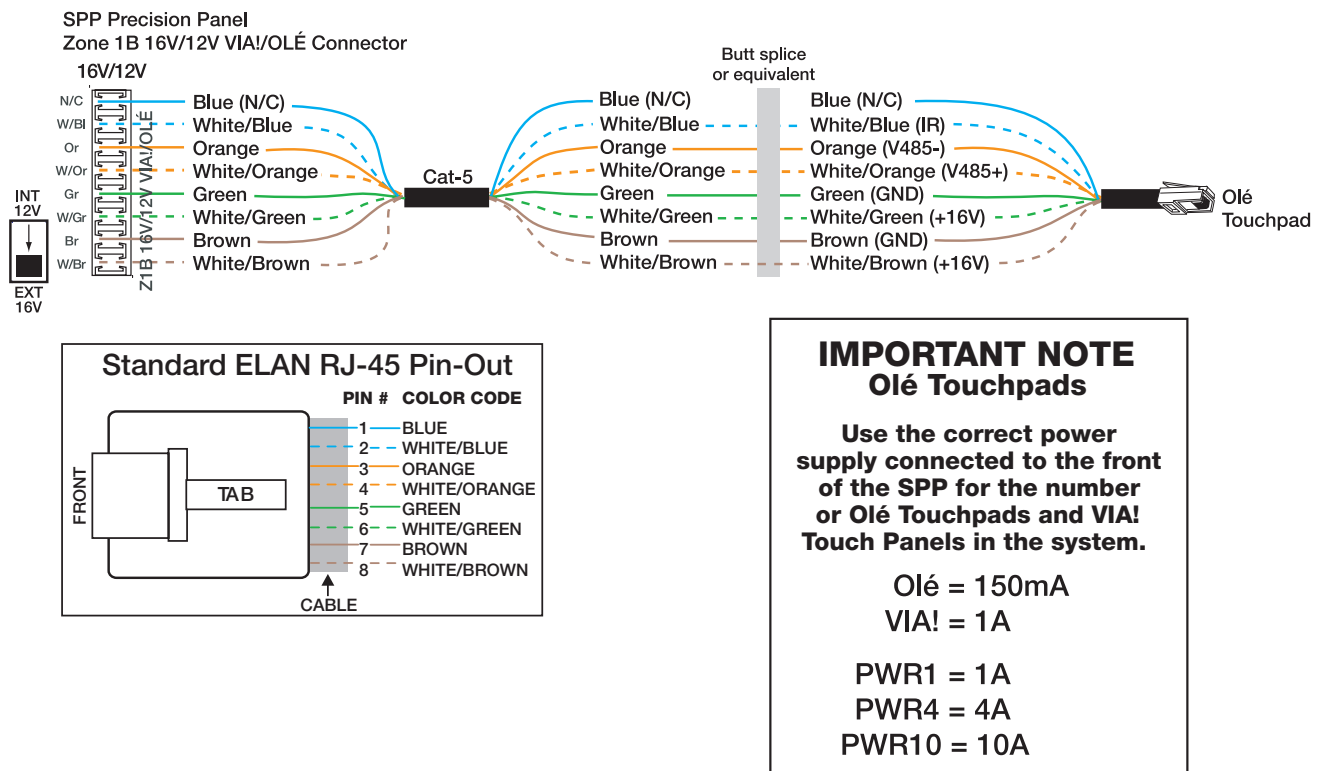 SPP Precision Panel
Zone 1B 16V/12V VIA!/OLÉ Connector
16V/12V
N/C
W/Bl
Or
W/Or
Gr
W/Gr
Br
W/Br
Z1B 16V/12V VIA!/OLÉ
INT
12V
EXT
16V
Blue (N/C)
White/Blue
Orange
White/Orange
Green
White/Green
Brown
White/Brown
Cat-5
Blue (N/C)
White/Blue
Orange
White/Orange
Green
White/Green
Brown
White/Brown
Butt splice
or equivalent
Blue (N/C)
White/Blue (IR)
Orange (V485-)
White/Orange (V485+)
Green (GND)
White/Green (+16V)
Brown (GND)
White/Brown (+16V)
Olé
Touchpad
Standard ELAN RJ-45 Pin-Out
PIN # COLOR CODE
1 BLUE
2 WHITE/BLUE
3 ORANGE
4 WHITE/ORANGE
5 GREEN
6 WHITE/GREEN
7 BROWN
8 WHITE/BROWN
FRONT
TAB
CABLE
IMPORTANT NOTE
Olé Touchpads
Use the correct power
supply connected to the front
of the SPP for the number
or Olé Touchpads and VIA!
Touch Panels in the system.
Olé = 150mA
VIA! = 1A
PWR1 = 1A
PWR4 = 4A
PWR10 = 10A